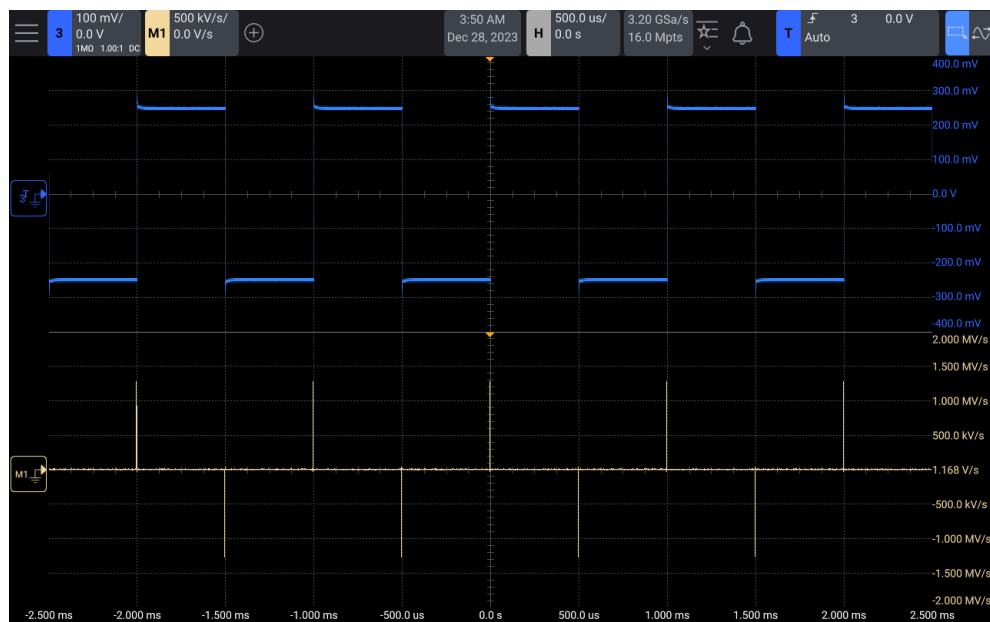 3 100 mV/ 0.0 V 1MΩ 1.00:1 DC
M1 500 kV/s/ 0.0 V/s
3:50 AM
Dec 28, 2023
H 500.0 us/ 0.0 s
3.20 GSa/s
16.0 Mpts
T 3 0.0 V
Auto
400.0 mV
300.0 mV
200.0 mV
100.0 mV
0.0 V
-100.0 mV
-200.0 mV
-300.0 mV
-400.0 mV
2.000 MV/s
1.500 MV/s
1.000 MV/s
500.0 kV/s
1.168 V/s
-500.0 kV/s
-1.000 MV/s
-1.500 MV/s
-2.000 MV/s
M1
-2.500 ms -2.000 ms -1.500 ms -1.000 ms -500.0 us 0.0 s 500.0 us 1.000 ms 1.500 ms 2.000 ms 2.500 ms